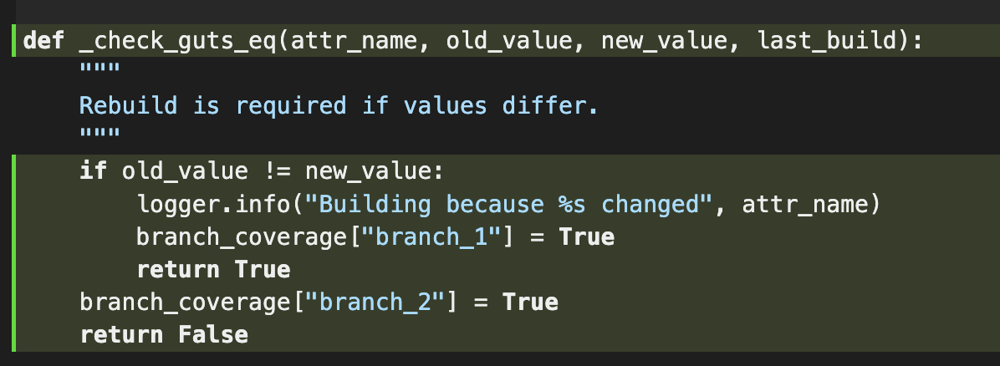 def _check_guts_eq(attr_name, old_value, new_value, last_build):
    """
    Rebuild is required if values differ.
    """
    if old_value != new_value:
        logger.info("Building because %s changed", attr_name)
        branch_coverage["branch_1"] = True
        return True
    branch_coverage["branch_2"] = True
    return False